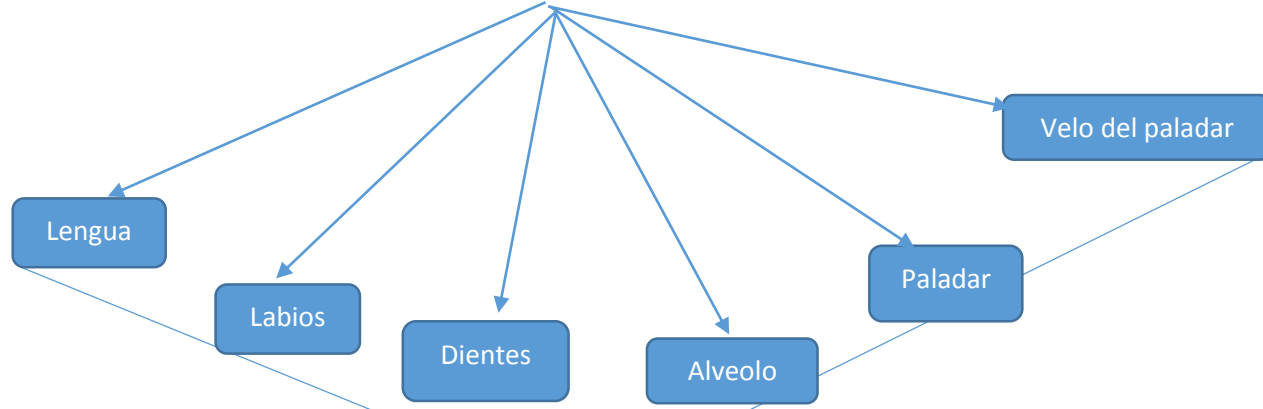 Velo del paladar
Lengua
Paladar
Labios
Dientes
Alveolo